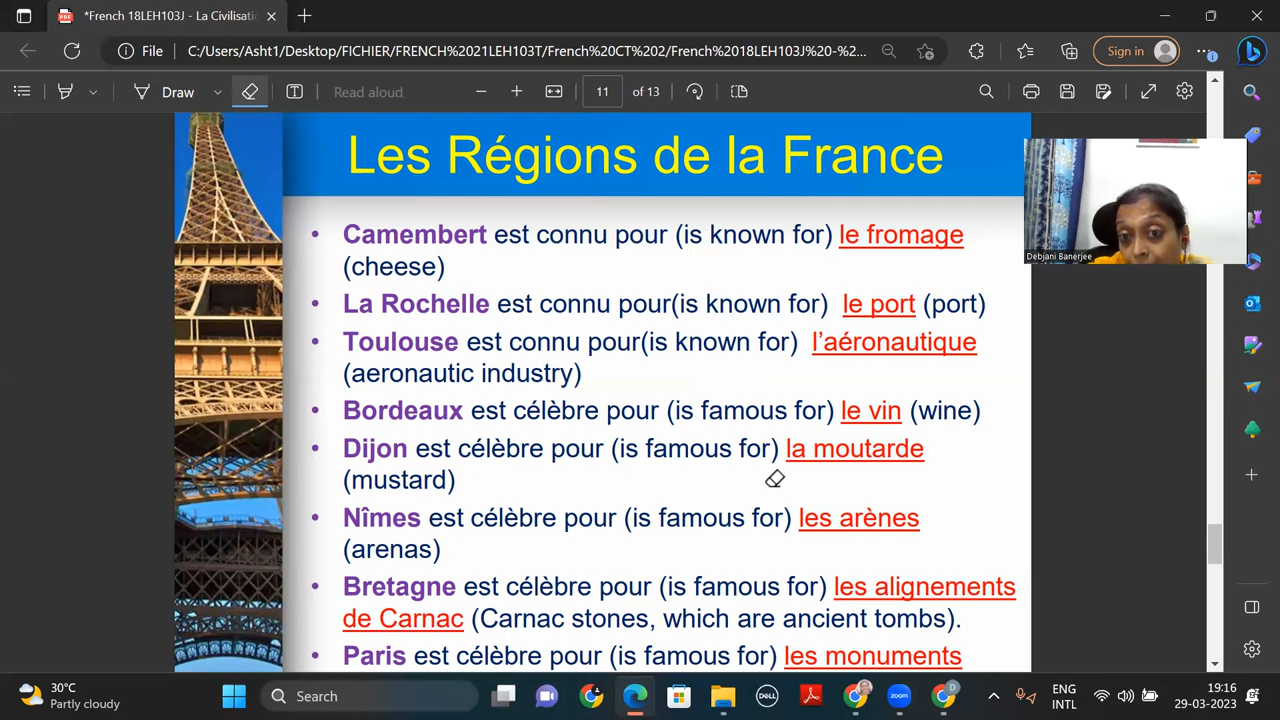 *French 18LEH103J - La Civilisati
File
C:/Users/Asht1/Desktop/FICHIER/FRENCH%2021LEH103T/French%20CT%202/French%2018LEH103J%20-%2...
Sign in
Draw
Read aloud
11 of 13
Les Régions de la France
• Camembert est connu pour (is known for) le fromage
(cheese)
• La Rochelle est connu pour(is known for) le port (port)
• Toulouse est connu pour(is known for) l'aéronautique
(aeronautic industry)
• Bordeaux est célèbre pour (is famous for) le vin (wine)
• Dijon est célèbre pour (is famous for) la moutarde
(mustard)
• Nîmes est célèbre pour (is famous for) les arènes
(arenas)
• Bretagne est célèbre pour (is famous for) les alignements
de Carnac (Carnac stones, which are ancient tombs).
• Paris est célèbre pour (is famous for) les monuments
Debjani Banerjee
30°C
Partly cloudy
Search
DELL
zoom
D
ENG
INTL
19:16
29-03-2023